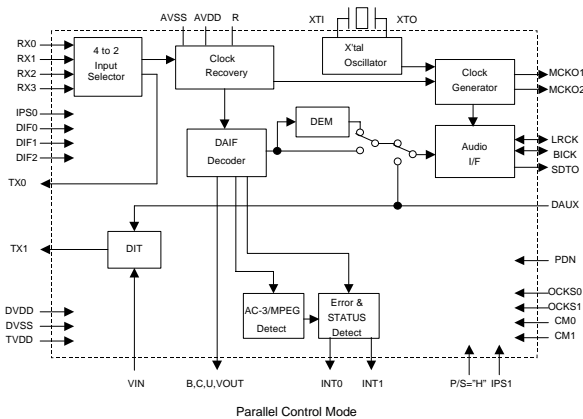 AVSS AVDD R
XTI XTO
RX0
RX1
RX2
RX3
4 to 2
Input
Selector
Clock
Recovery
X'tal
Oscillator
Clock
Generator
MCKO1
MCKO2
IPS0
DIF0
DIF1
DIF2
DEM
DAIF
Decoder
Audio
I/F
LRCK
BICK
SDTO
TX0
DAUX
TX1
DIT
PDN
AC-3/MPEG
Detect
Error &
STATUS
Detect
OCKS0
OCKS1
CM0
CM1
DVDD
DVSS
TVDD
VIN
B,C,U,VOUT
INT0
INT1
P/S="H"
IPS1
Parallel Control Mode